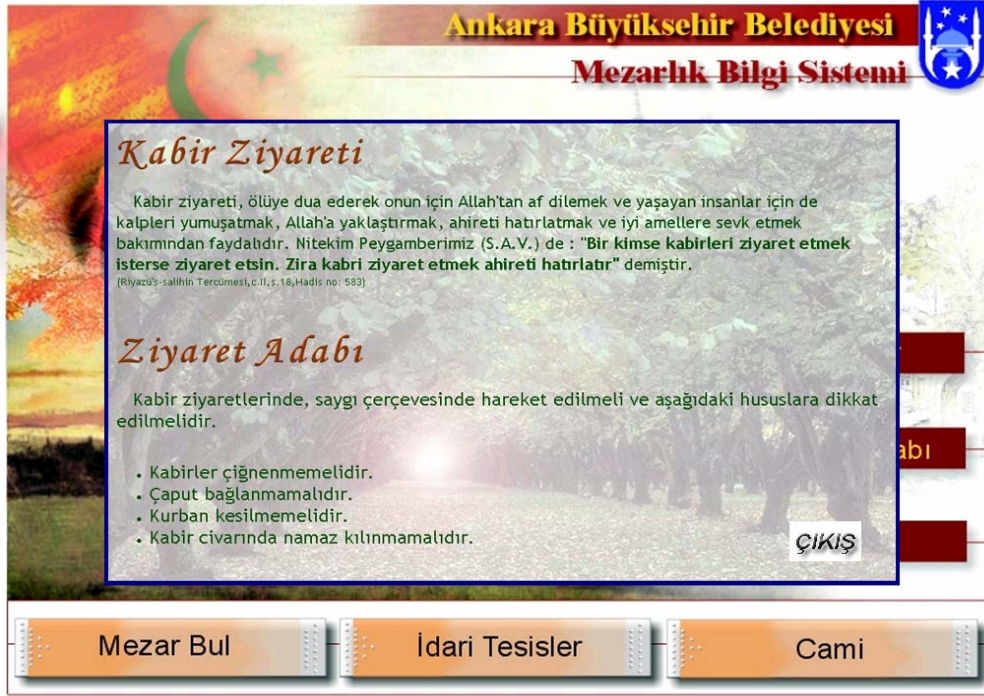 Ankara Büyüksehir Belediyesi
Mezarlık Bilgi Sistemi
Kabir Ziyareti
Kabir ziyareti, ölüye dua ederek onun için Allah'tan af dilemek ve yaşayan insanlar için de
kalpleri yumuşatmak, Allah'a yaklaştırmak, ahireti hatırlatmak ve iyi amellere sevk etmek
bakımından faydalıdır. Nitekim Peygamberimiz (S.A.V.) de : "Bir kimse kabirleri ziyaret etmek
isterse ziyaret etsin. Zira kabri ziyaret etmek ahireti hatırlatır" demiştir.
(Riyazü's-salihin Tercümesi,c.II,s.18,Hadis no: 583)
Ziyaret Adabı
Kabir ziyaretlerinde, saygı çerçevesinde hareket edilmeli ve aşağıdaki hususlara dikkat
edilmelidir.
• Kabirler çiğnenmemelidir.
• Çaput bağlanmamalıdır.
• Kurban kesilmemelidir.
• Kabir civarında namaz kılınmamalıdır.
abı
ÇIKIŞ
Mezar Bul
İdari Tesisler
Cami